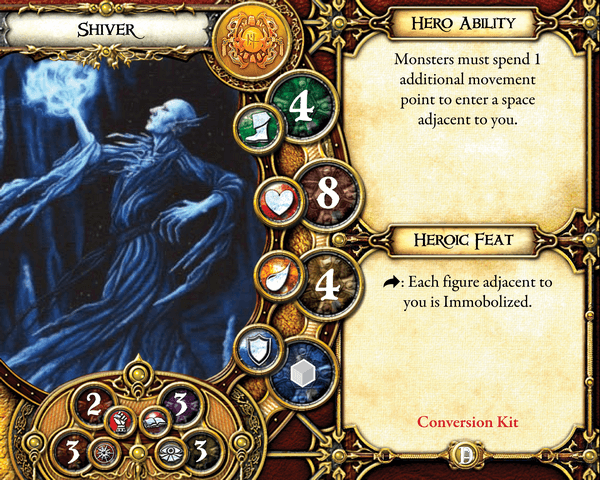 Shiver
4
8
4
2
3
3
3
Hero Ability
Monsters must spend 1
additional movement
point to enter a space
adjacent to you.
Heroic Feat
: Each figure adjacent to
you is Immobolized.
Conversion Kit
D